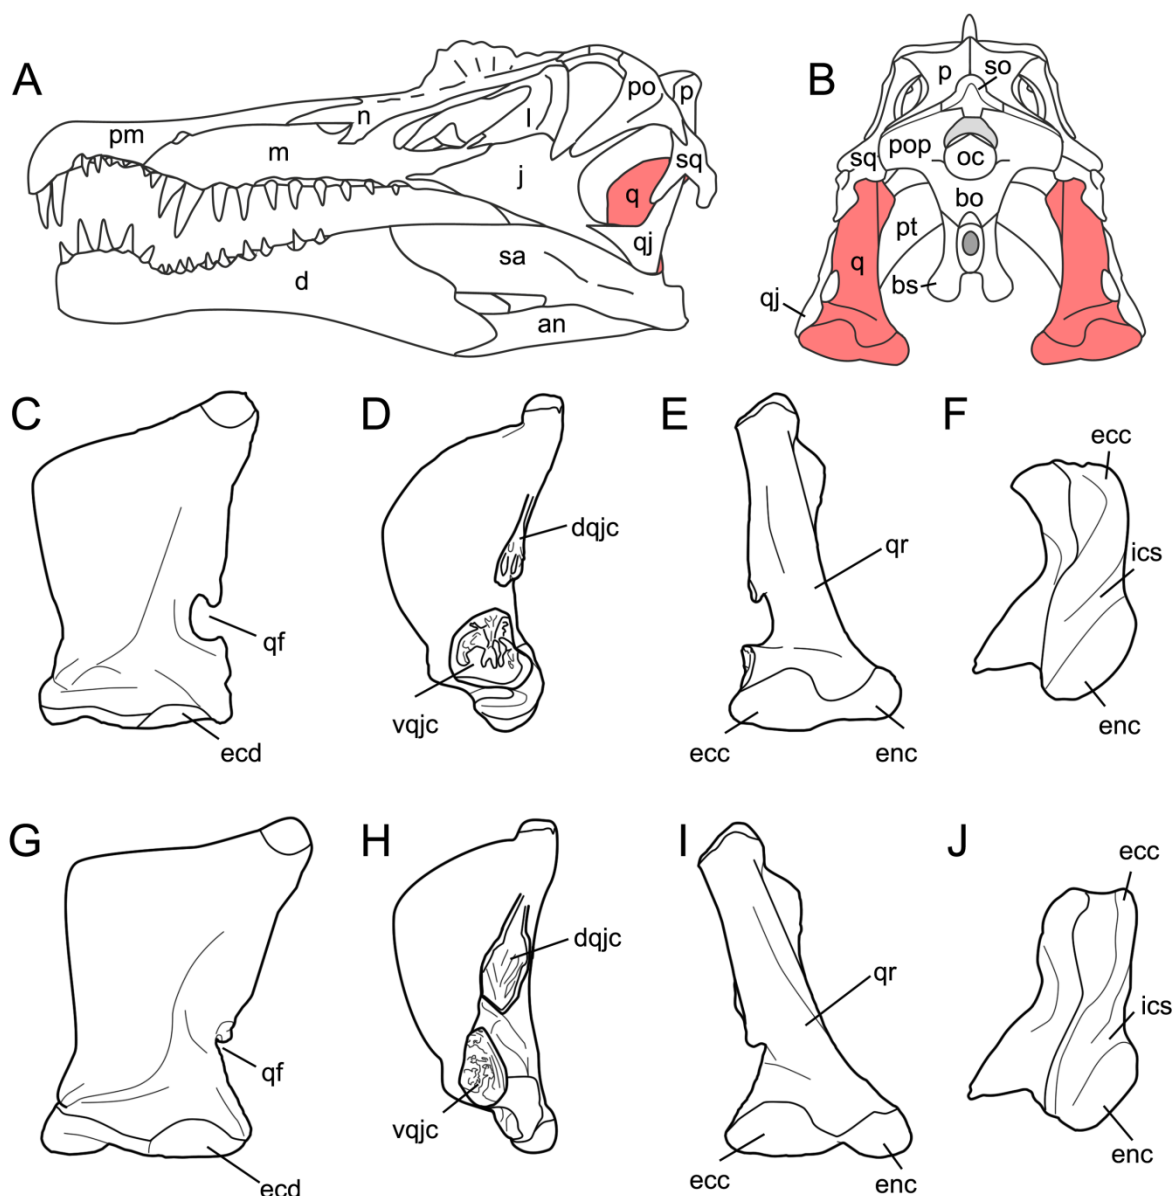 A
pm
n
m
l
j
po
p
sq
q
qj
sa
d
an
B
p
so
pop
sq
oc
bo
pt
q
bs
qj
C
qf
ecd
D
dqjc
vqjc
E
qr
ecc
enc
F
ecc
ics
enc
G
qf
ecd
H
dqjc
vqjc
I
qr
ecc
enc
J
ecc
ics
enc